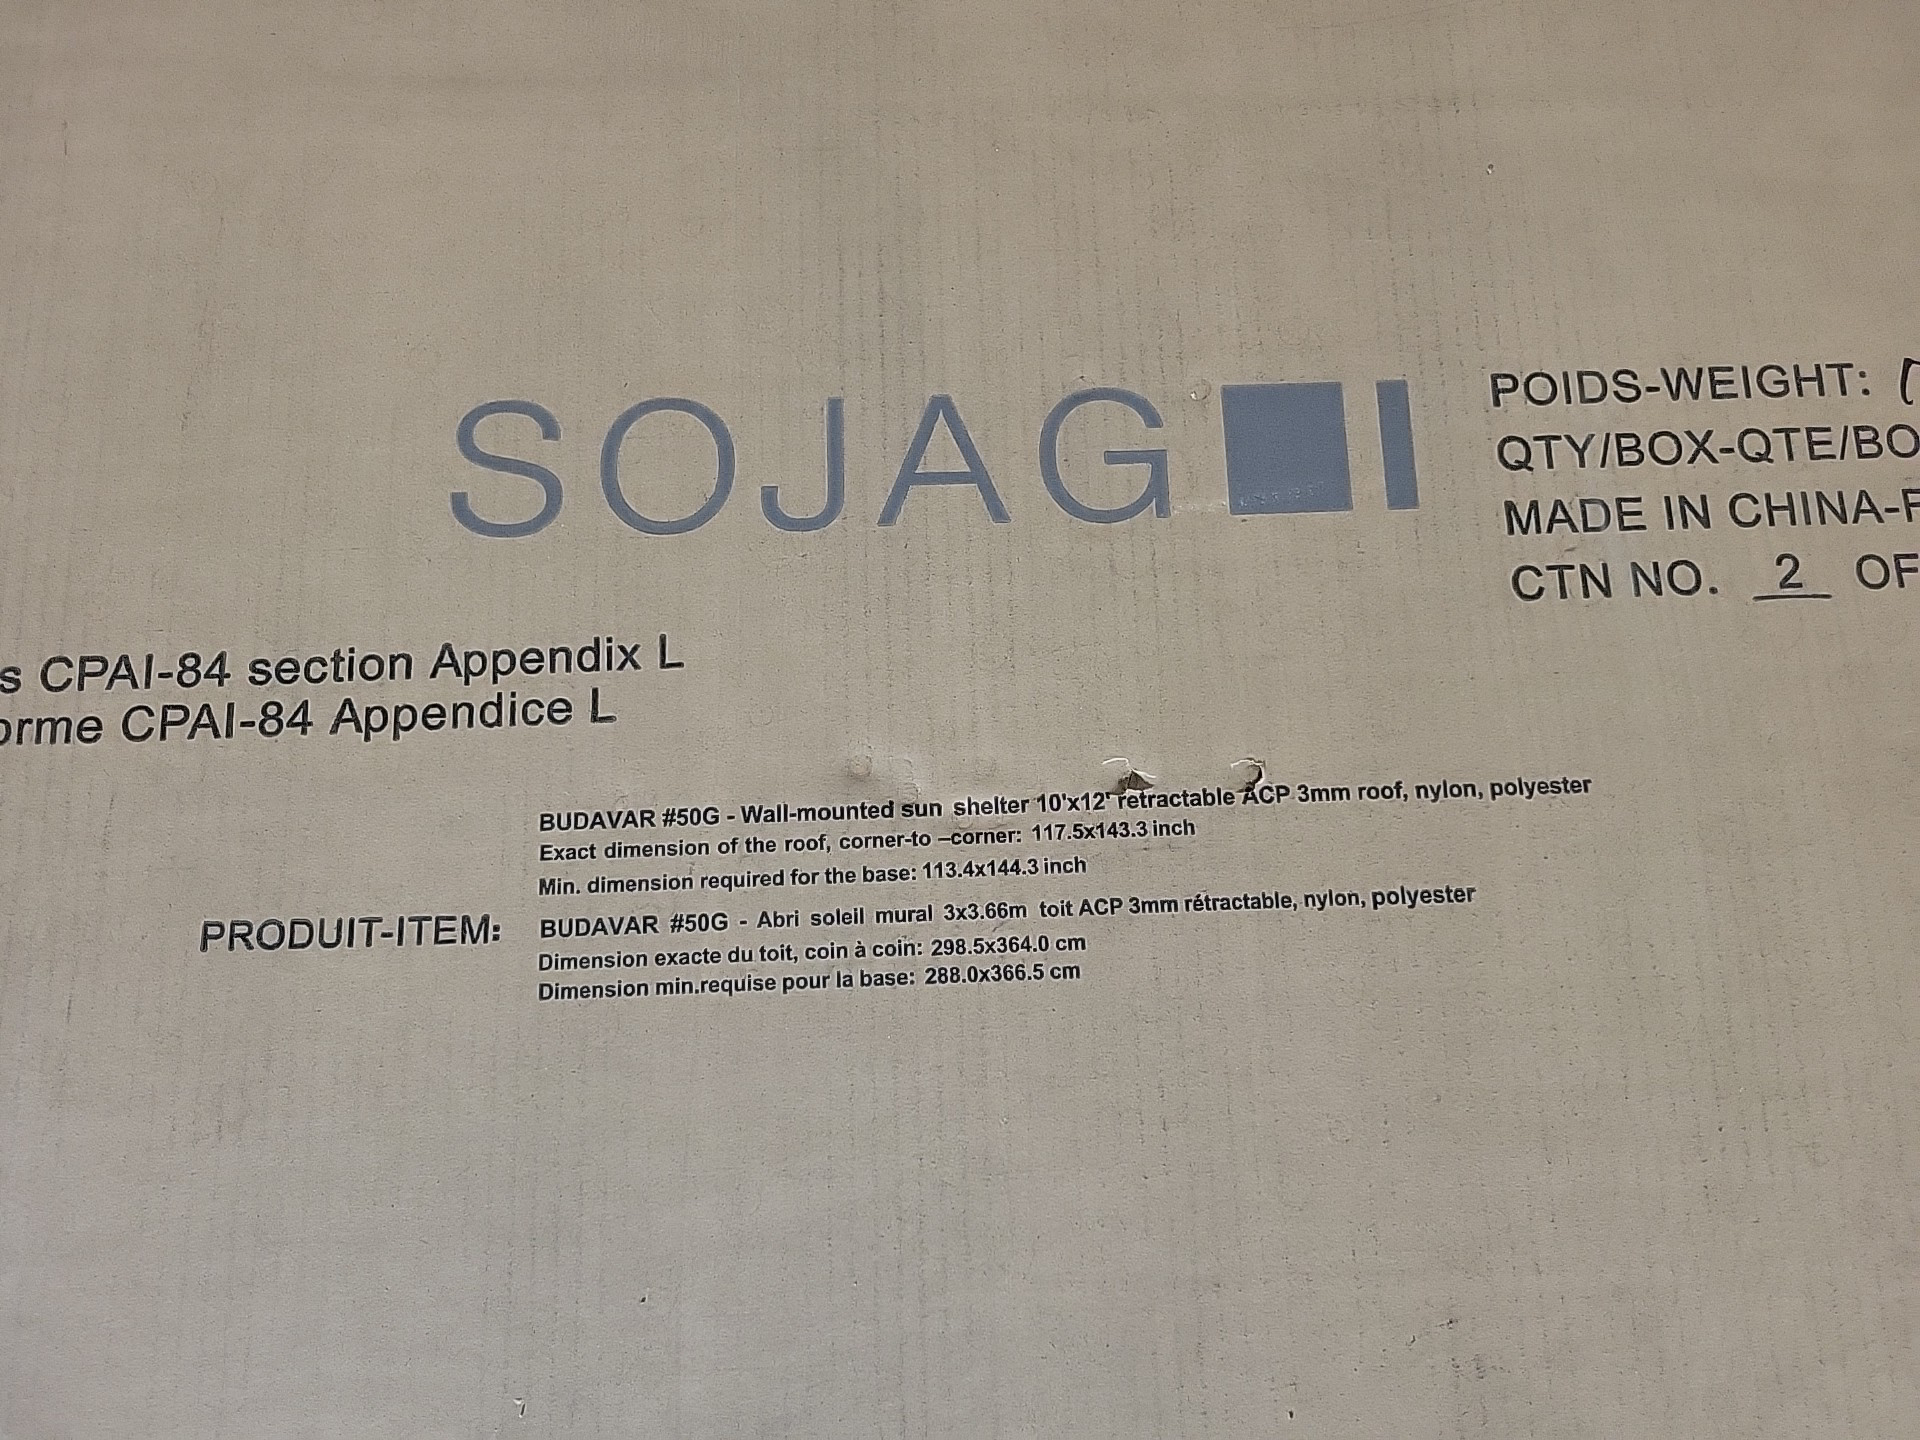 SOJAG
POIDS-WEIGHT:
QTY/BOX-QTE/BO
MADE IN CHINA-F
CTN NO. 2 OF
s CPAI-84 section Appendix L
orme CPAI-84 Appendice L
PRODUIT-ITEM:
BUDAVAR #50G - Wall-mounted sun shelter 10'x12' retractable ACP 3mm roof, nylon, polyester
Exact dimension of the roof, corner-to –corner: 117.5x143.3 inch
Min. dimension required for the base: 113.4x144.3 inch
BUDAVAR #50G - Abri soleil mural 3x3.66m toit ACP 3mm rétractable, nylon, polyester
Dimension exacte du toit, coin à coin: 298.5x364.0 cm
Dimension min.requise pour la base: 288.0x366.5 cm